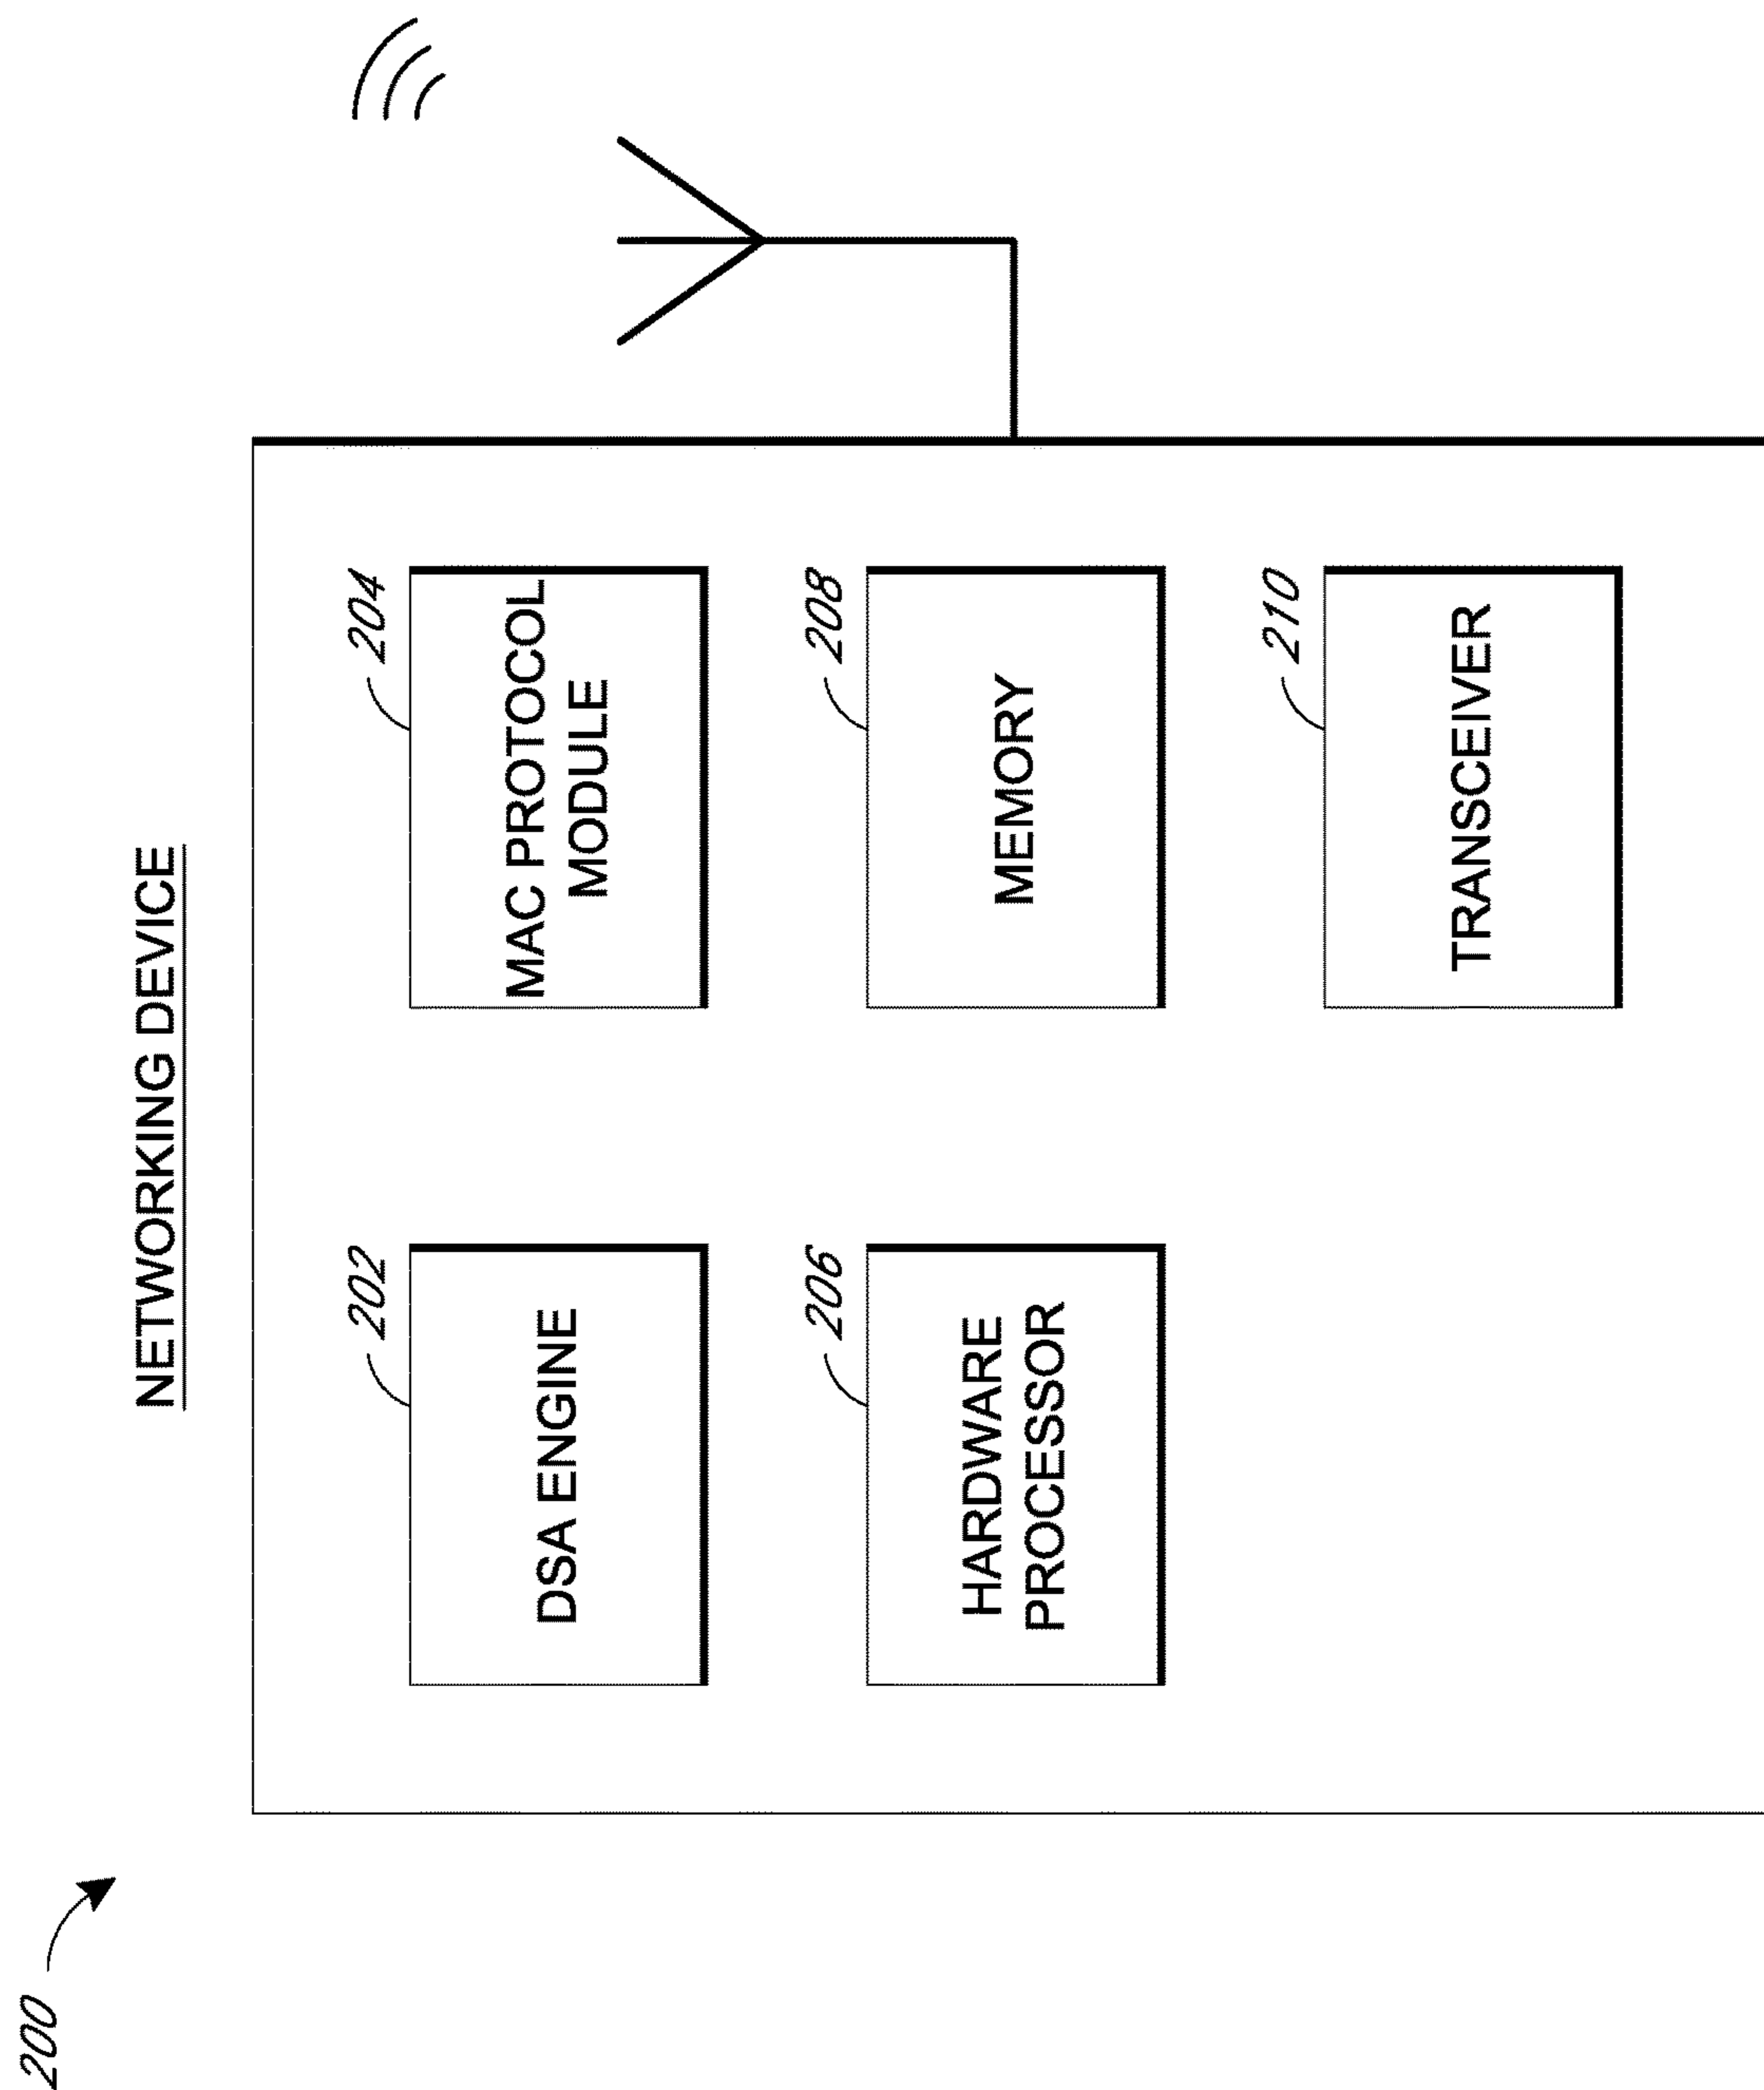 200
NETWORKING DEVICE
202
DSA ENGINE
204
MAC PROTOCOL
MODULE
206
HARDWARE
PROCESSOR
208
MEMORY
210
TRANSCEIVER